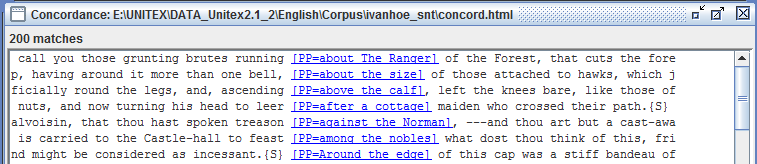 Concordance: E:\UNITEX\DATA_Unitex2.1_2\English\Corpus\ivanhoe_snt\concord.html
200 matches
call you those grunting brutes running [PP=about The Ranger] of the Forest, that cuts the fore
p, having around it more than one bell, [PP=about the size] of those attached to hawks, which j
ficially round the legs, and, ascending [PP=above the calf], left the knees bare, like those of
nuts, and now turning his head to leer [PP=after a cottage] maiden who crossed their path.{S}
alvoisin, that thou hast spoken treason [PP=against the Norman], ---and thou art but a cast-awa
is carried to the Castle-hall to feast [PP=among the nobles] what dost thou think of this, fri
nd might be considered as incessant.{S} [PP=Around the edge] of this cap was a stiff bandeau of